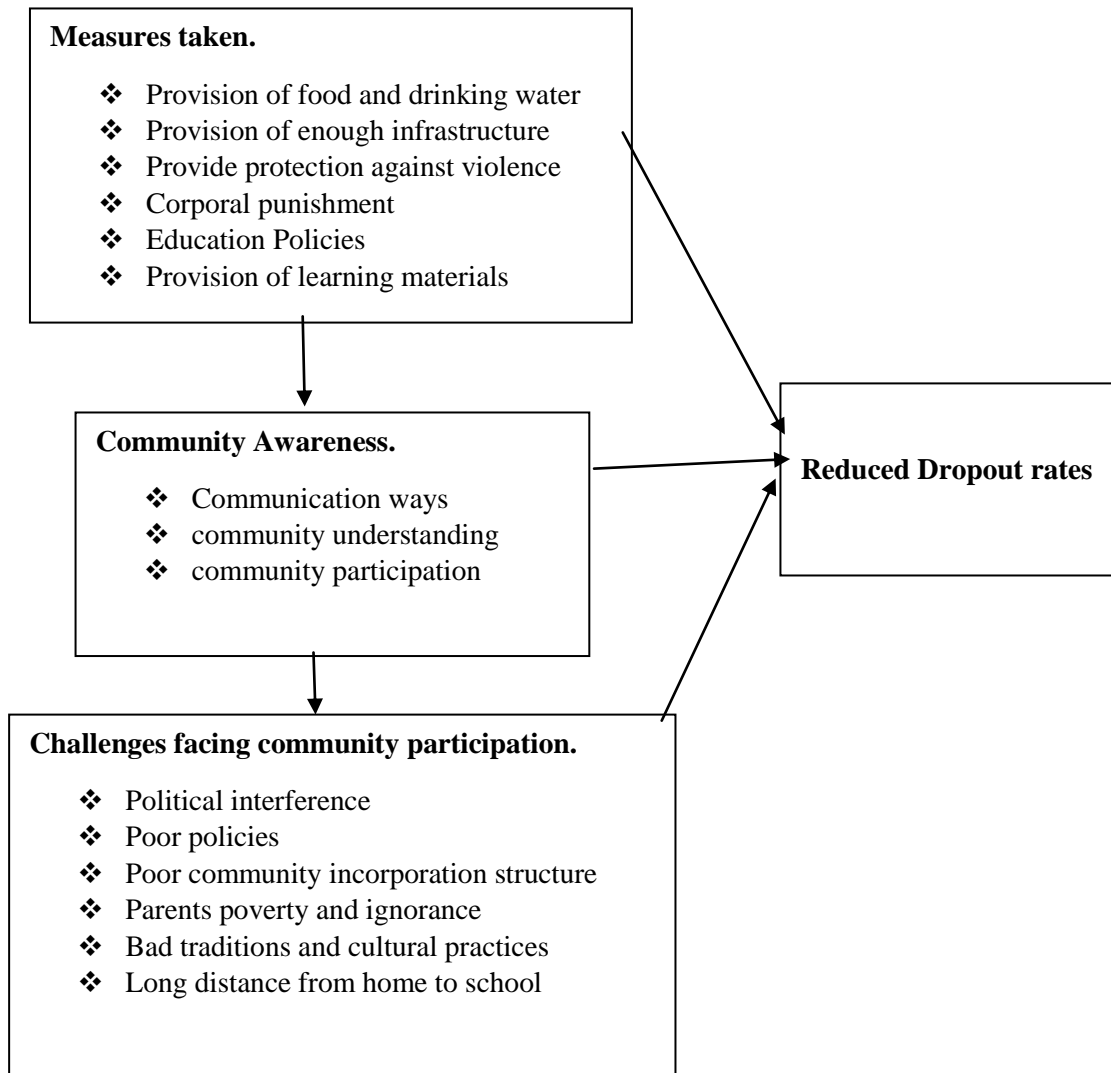 Measures taken.
❖ Provision of food and drinking water
❖ Provision of enough infrastructure
❖ Provide protection against violence
❖ Corporal punishment
❖ Education Policies
❖ Provision of learning materials
Community Awareness.
❖ Communication ways
❖ community understanding
❖ community participation
Reduced Dropout rates
Challenges facing community participation.
❖ Political interference
❖ Poor policies
❖ Poor community incorporation structure
❖ Parents poverty and ignorance
❖ Bad traditions and cultural practices
❖ Long distance from home to school